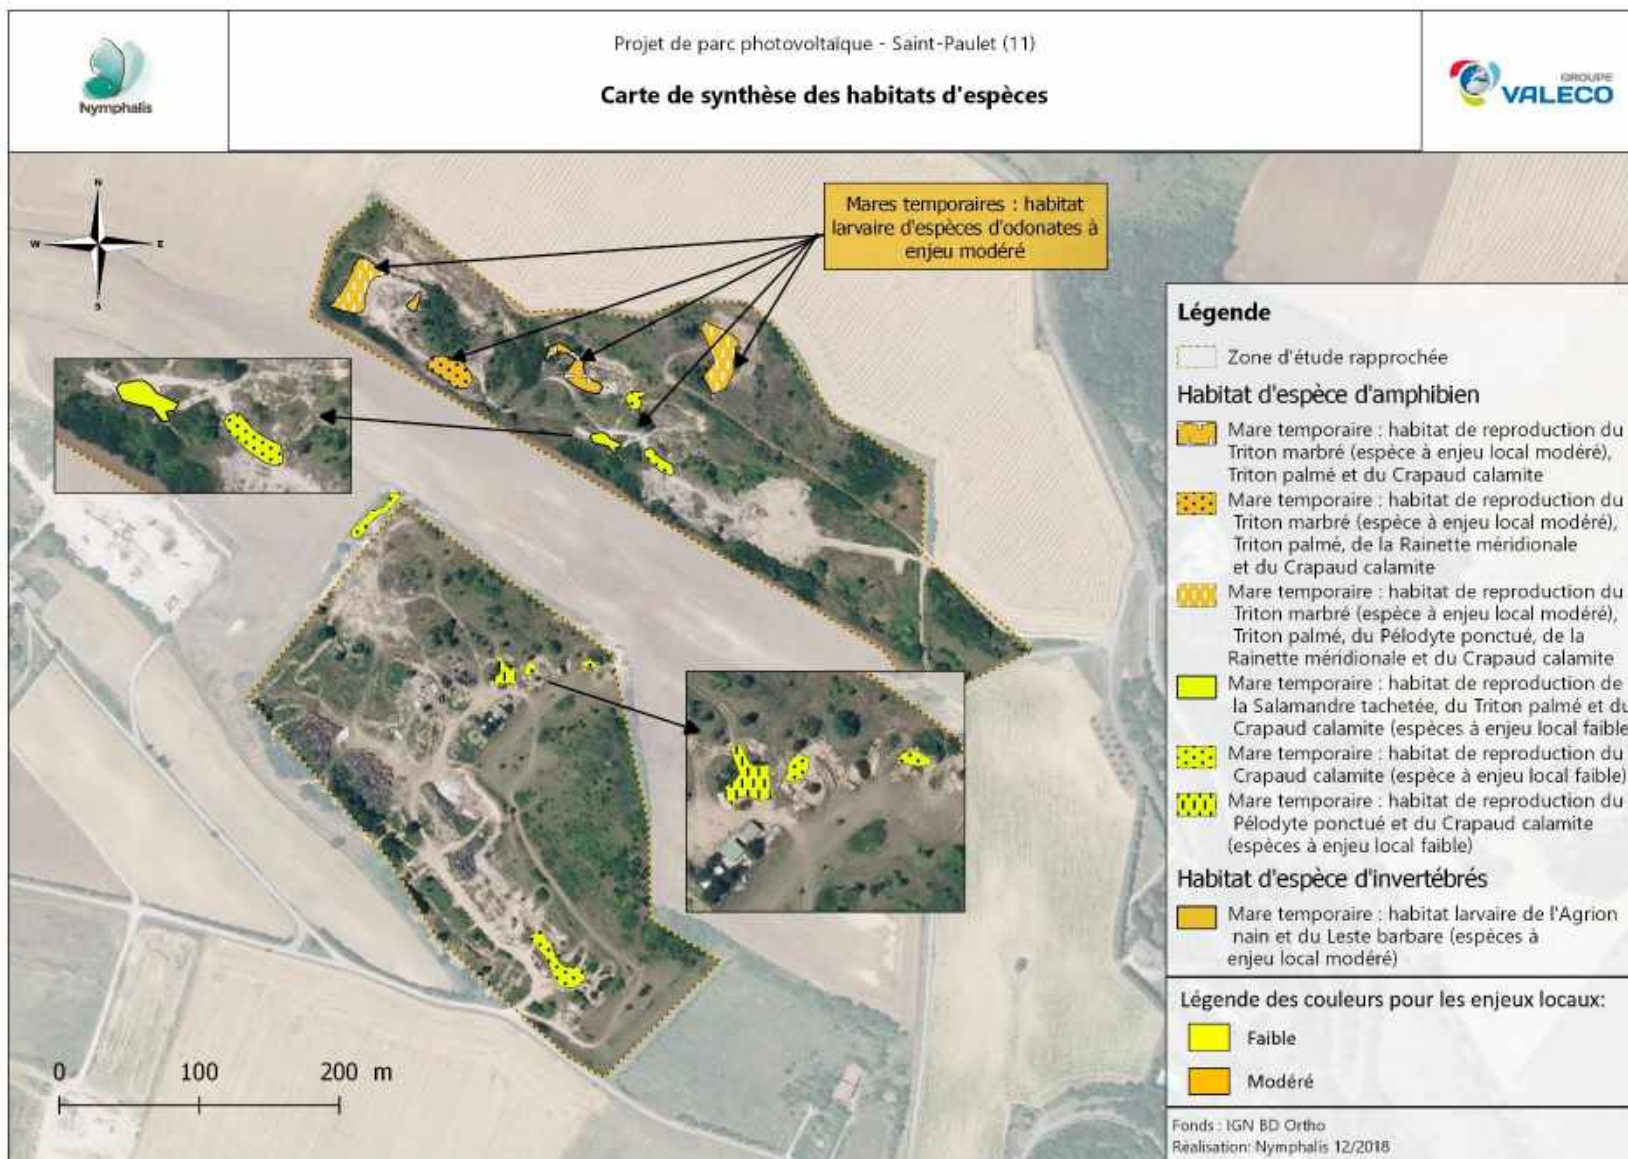 Nymphalis
Projet de parc photovoltaïque - Saint-Paulet (11)
Carte de synthèse des habitats d'espèces
GROUPE
VALECO
N
W
E
S
Mares temporaires : habitat
larvaire d'espèces d'odonates à
enjeu modéré
Légende
Zone d'étude rapprochée
Habitat d'espèce d'amphibien
Mare temporaire : habitat de reproduction du
Triton marbré (espèce à enjeu local modéré),
Triton palmé et du Crapaud calamite
Mare temporaire : habitat de reproduction du
Triton marbré (espèce à enjeu local modéré),
Triton palmé, de la Rainette méridionale
et du Crapaud calamite
Mare temporaire : habitat de reproduction du
Triton marbré (espèce à enjeu local modéré),
Triton palmé, du Pélodyte ponctué, de la
Rainette méridionale et du Crapaud calamite
Mare temporaire : habitat de reproduction de
la Salamandre tachetée, du Triton palmé et du
Crapaud calamite (espèces à enjeu local faible
Mare temporaire : habitat de reproduction du
Crapaud calamite (espèce à enjeu local faible)
Mare temporaire : habitat de reproduction du
Pélodyte ponctué et du Crapaud calamite
(espèces à enjeu local faible)
Habitat d'espèce d'invertébrés
Mare temporaire : habitat larvaire de l'Agrion
nain et du Leste barbare (espèces à
enjeu local modéré)
Légende des couleurs pour les enjeux locaux:
Faible
Modéré
0 100 200 m
Fonds : IGN BD Ortho
Réalisation: Nymphalis 12/2018